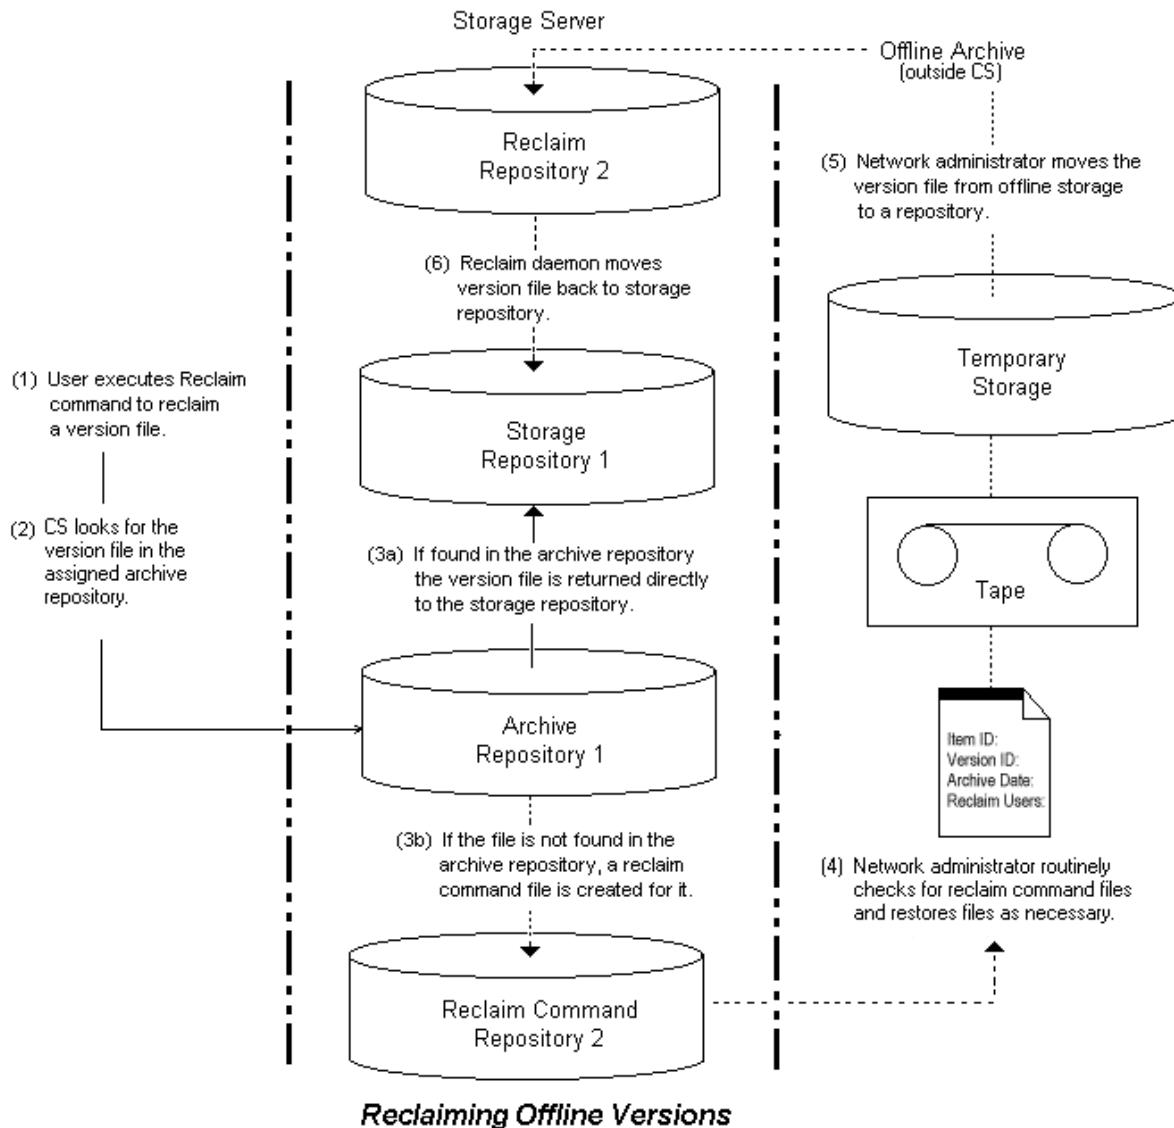 Storage Server
Offline Archive
(outside CS)
Reclaim
Repository 2
(5) Network administrator moves the
version file from offline storage
to a repository.
(6) Reclaim daemon moves
version file back to storage
repository.
Temporary
Storage
(1) User executes Reclaim
command to reclaim
a version file.
Storage
Repository 1
(2) CS looks for the
version file in the
assigned archive
repository.
(3a) If found in the archive repository
the version file is returned directly
to the storage repository.
Tape
Archive
Repository 1
Item ID:
Version ID:
Archive Date:
Reclaim Users:
(3b) If the file is not found in the
archive repository, a reclaim
command file is created for it.
(4) Network administrator routinely
checks for reclaim command files
and restores files as necessary.
Reclaim Command
Repository 2
Reclaiming Offline Versions